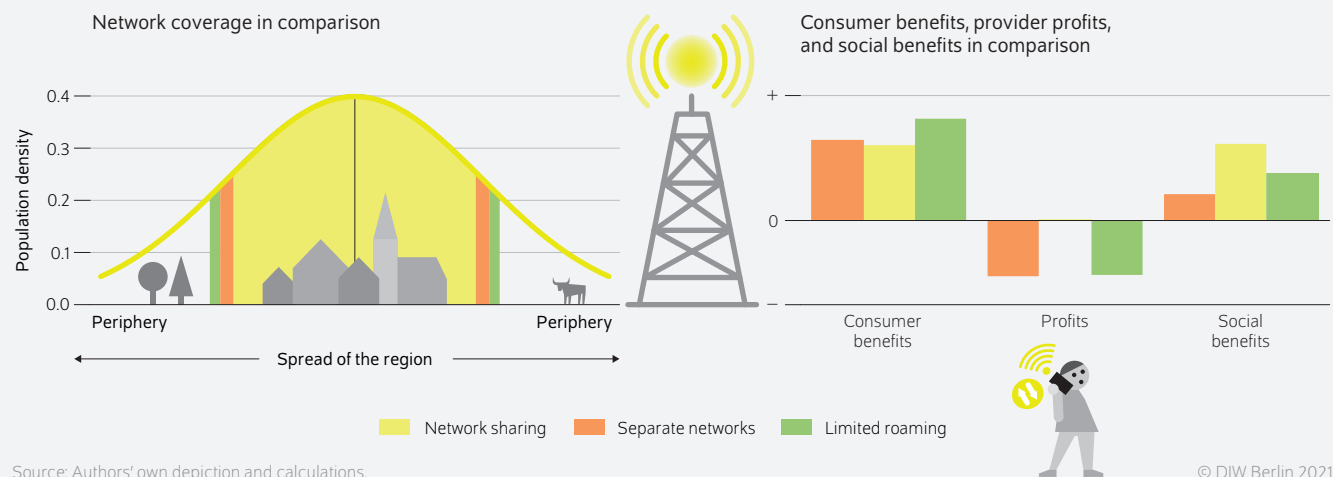 Network coverage in comparison
Population density
0.4
0.3
0.2
0.1
0.0
Periphery
Periphery
Spread of the region
Consumer benefits, provider profits,
and social benefits in comparison
+
0
–
Consumer
benefits
Profits
Social
benefits
Network sharing
Separate networks
Limited roaming
Source: Authors’ own depiction and calculations.
© DIW Berlin 2021